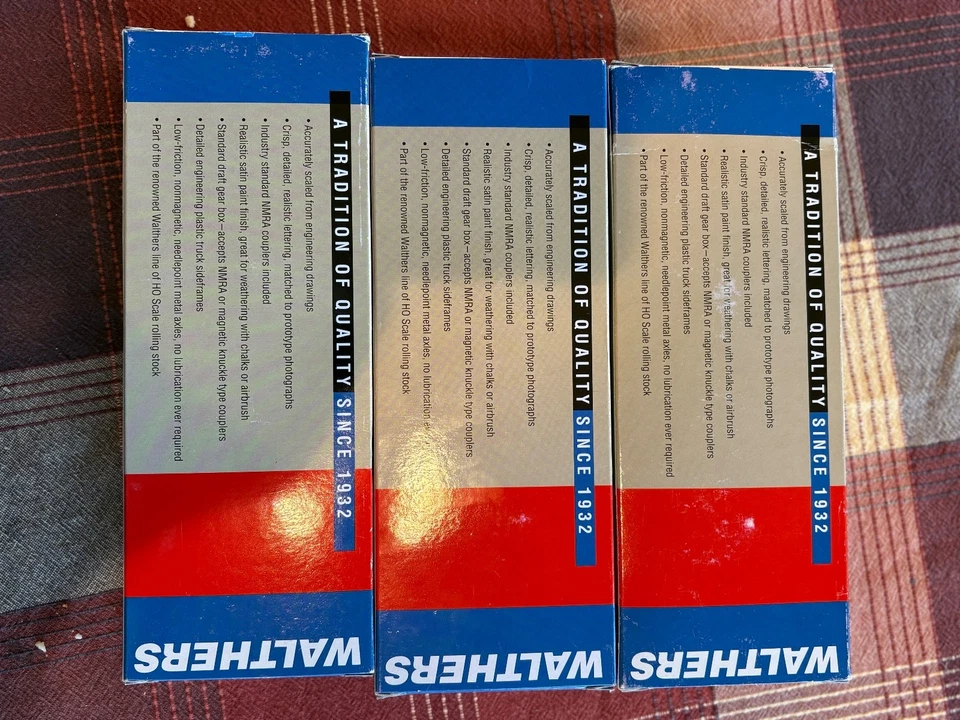 A TRADITION OF QUALITY SINCE 1932
• Accurately scaled from engineering drawings
• Crisp, detailed, realistic lettering, matched to prototype photographs
• Industry standard NMRA couplers included
• Realistic satin paint finish, great for weathering with chalks or airbrush
• Standard draft gear box—accepts NMRA or magnetic knuckle type couplers
• Detailed engineering plastic truck sideframes
• Low-friction, nonmagnetic, needlepoint metal axles, no lubrication ever required
• Part of the renowned Walthers line of HO Scale rolling stock
WALTHERS
A TRADITION OF QUALITY SINCE 1932
• Accurately scaled from engineering drawings
• Crisp, detailed, realistic lettering, matched to prototype photographs
• Industry standard NMRA couplers included
• Realistic satin paint finish, great for weathering with chalks or airbrush
• Standard draft gear box—accepts NMRA or magnetic knuckle type couplers
• Detailed engineering plastic truck sideframes
• Low-friction, nonmagnetic, needlepoint metal axles, no lubrication
• Part of the renowned Walthers line of HO Scale rolling stock
WALTHERS
A TRADITION OF QUALITY SINCE 1932
• Accurately scaled from engineering drawings
• Crisp, detailed, realistic lettering, matched to prototype photographs
• Industry standard NMRA couplers included
• Realistic satin paint finish, great for weathering with chalks or airbrush
• Standard draft gear box—accepts NMRA or magnetic knuckle type couplers
• Detailed engineering plastic truck sideframes
• Low-friction, nonmagnetic, needlepoint metal axles, no lubrication ever required
• Part of the renowned Walthers line of HO Scale rolling stock
WALTHERS